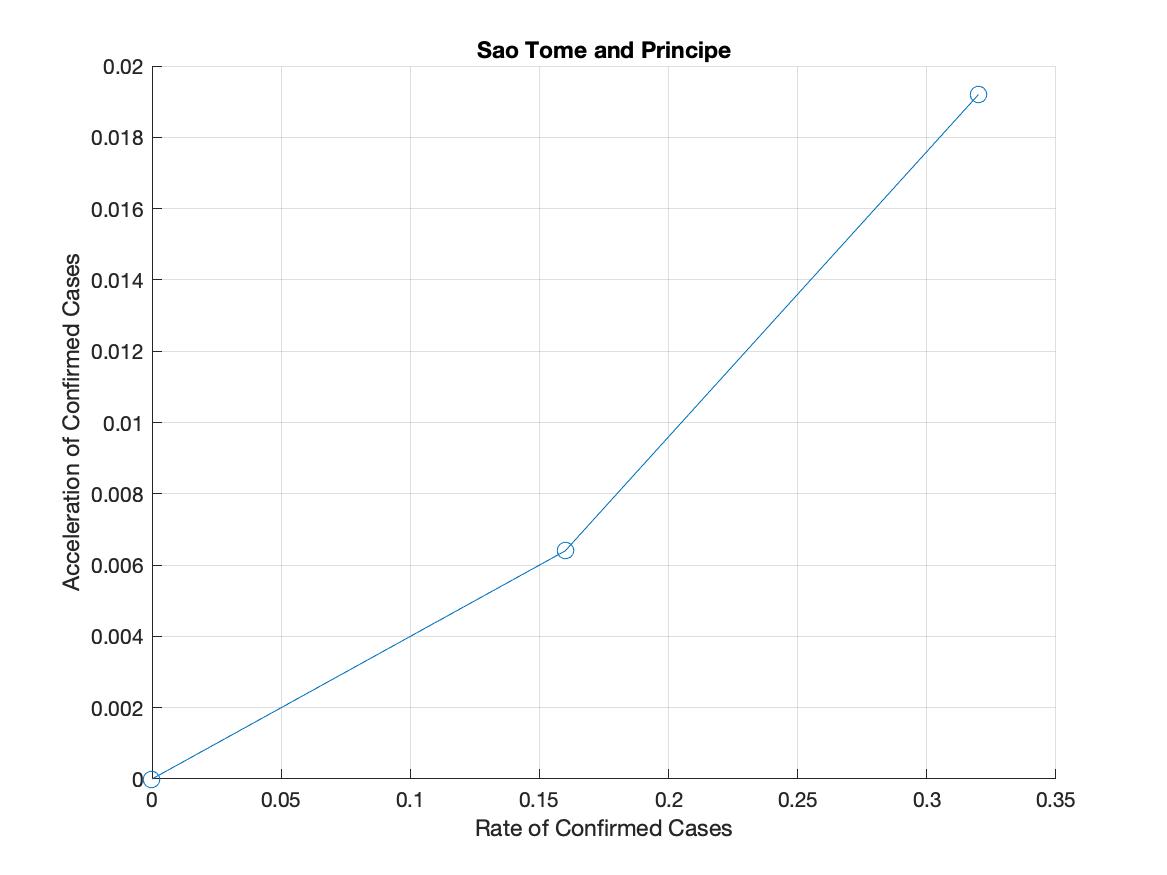 Sao Tome and Principe
0.02
0.018
0.016
0.014
0.012
0.01
0.008
0.006
0.004
0.002
0
Acceleration of Confirmed Cases
0 0.05 0.1 0.15 0.2 0.25 0.3 0.35
Rate of Confirmed Cases